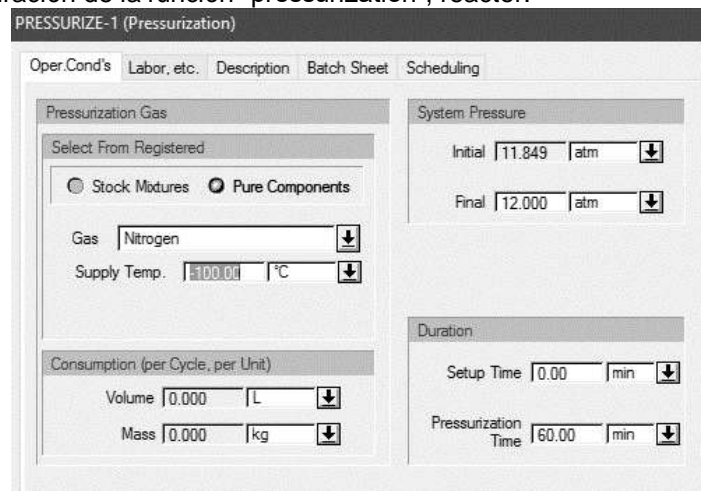 PRESSURIZE-1 (Pressurization)
Oper.Cond's Labor, etc. Description Batch Sheet Scheduling
Pressurization Gas
Select From Registered
Stock Mixtures Pure Components
Gas Nitrogen
Supply Temp. -100.00 °C
Consumption (per Cycle, per Unit)
Volume 0.000 L
Mass 0.000 kg
System Pressure
Initial 11.849 atm
Final 12.000 atm
Duration
Setup Time 0.00 min
Pressurization
Time 60.00 min